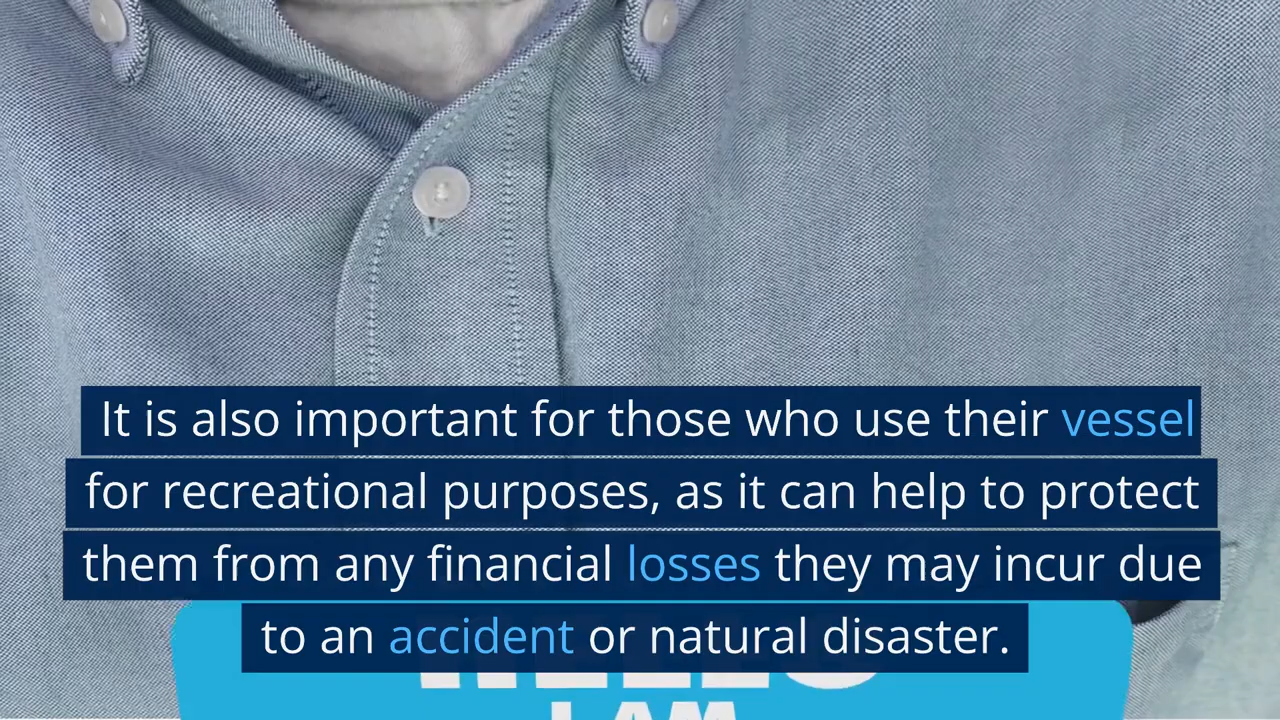 It is also important for those who use their vessel
for recreational purposes, as it can help to protect
them from any financial losses they may incur due
to an accident or natural disaster.
I AM